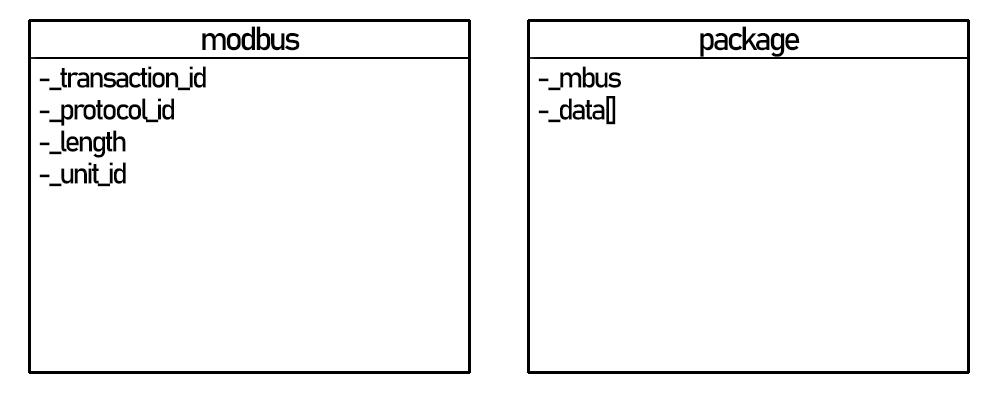 modbus
-_transaction_id
-_protocol_id
-_length
-_unit_id
package
-_mbus
-_data[]